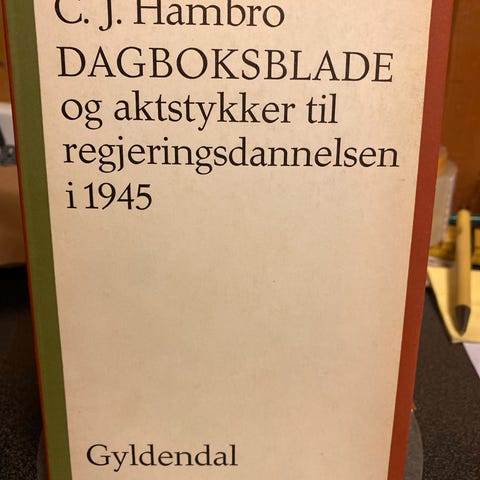 C. J. Hambro
DAGBOKSBLADE
og aktstykker til
regjeringsdannelsen
i 1945
Gyldendal